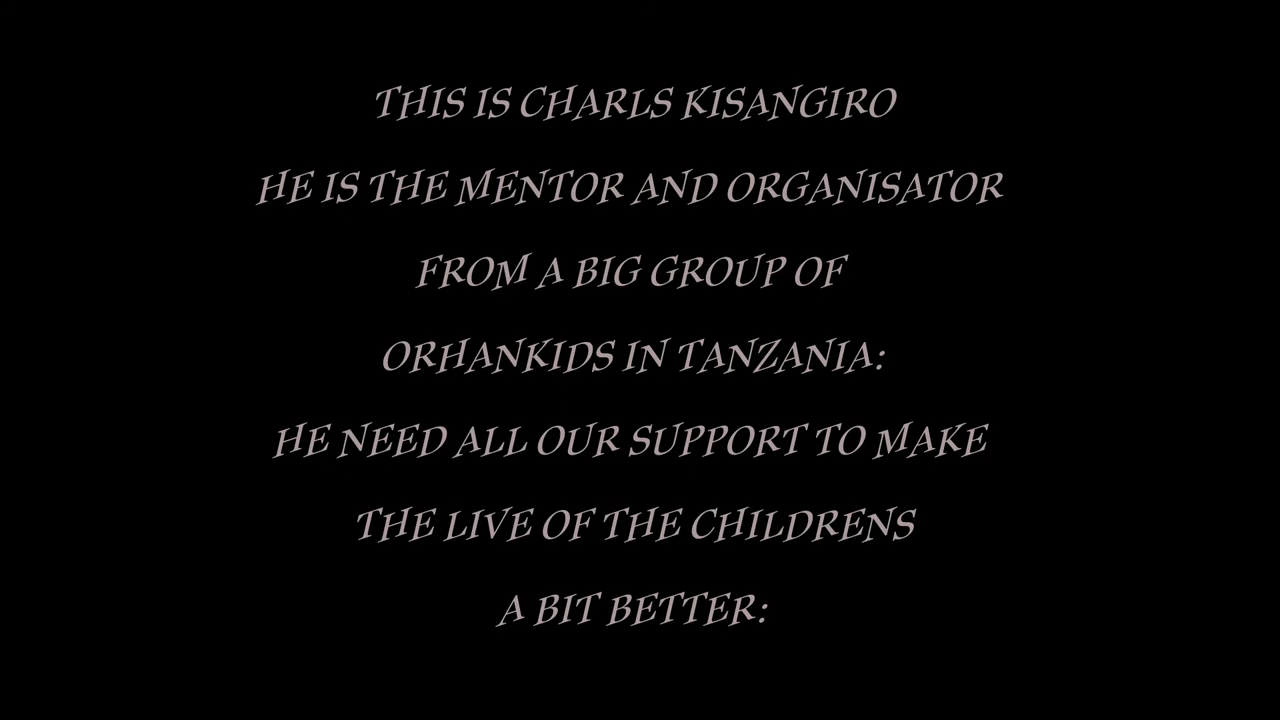 THIS IS CHARLS KISANGIRO
HE IS THE MENTOR AND ORGANISATOR
FROM A BIG GROUP OF
ORHANKIDS IN TANZANIA:
HE NEED ALL OUR SUPPORT TO MAKE
THE LIVE OF THE CHILDRENS
A BIT BETTER: